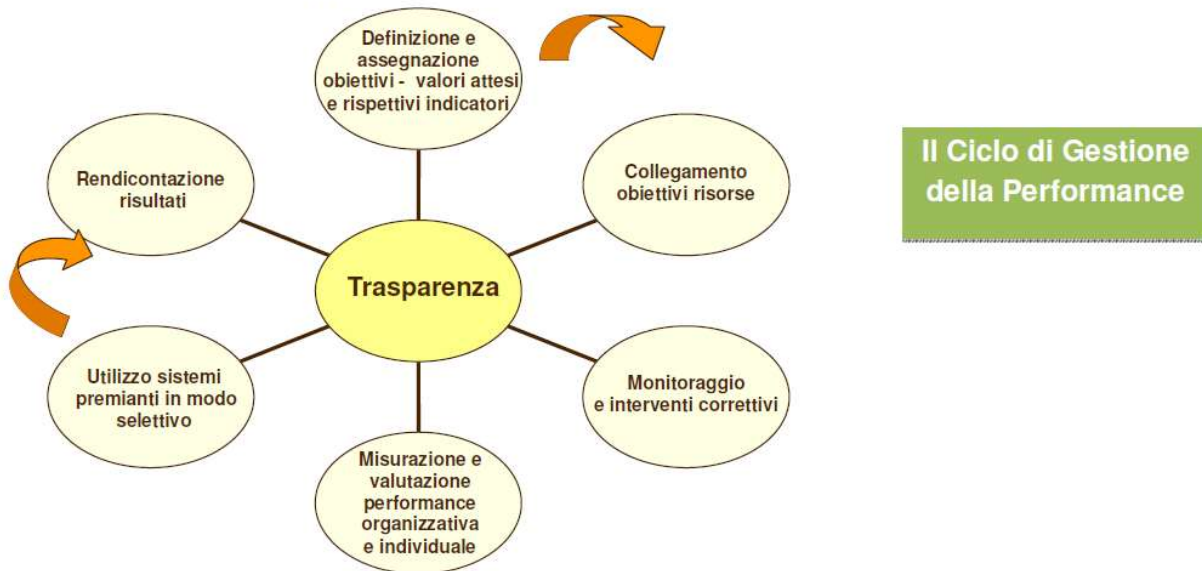 Definizione e
assegnazione
obiettivi - valori attesi
e rispettivi indicatori
Collegamento
obiettivi risorse
Monitoraggio
e interventi correttivi
Misurazione e
valutazione
performance
organizzativa
e individuale
Utilizzo sistemi
premianti in modo
selettivo
Rendicontazione
risultati
Trasparenza
Il Ciclo di Gestione
della Performance